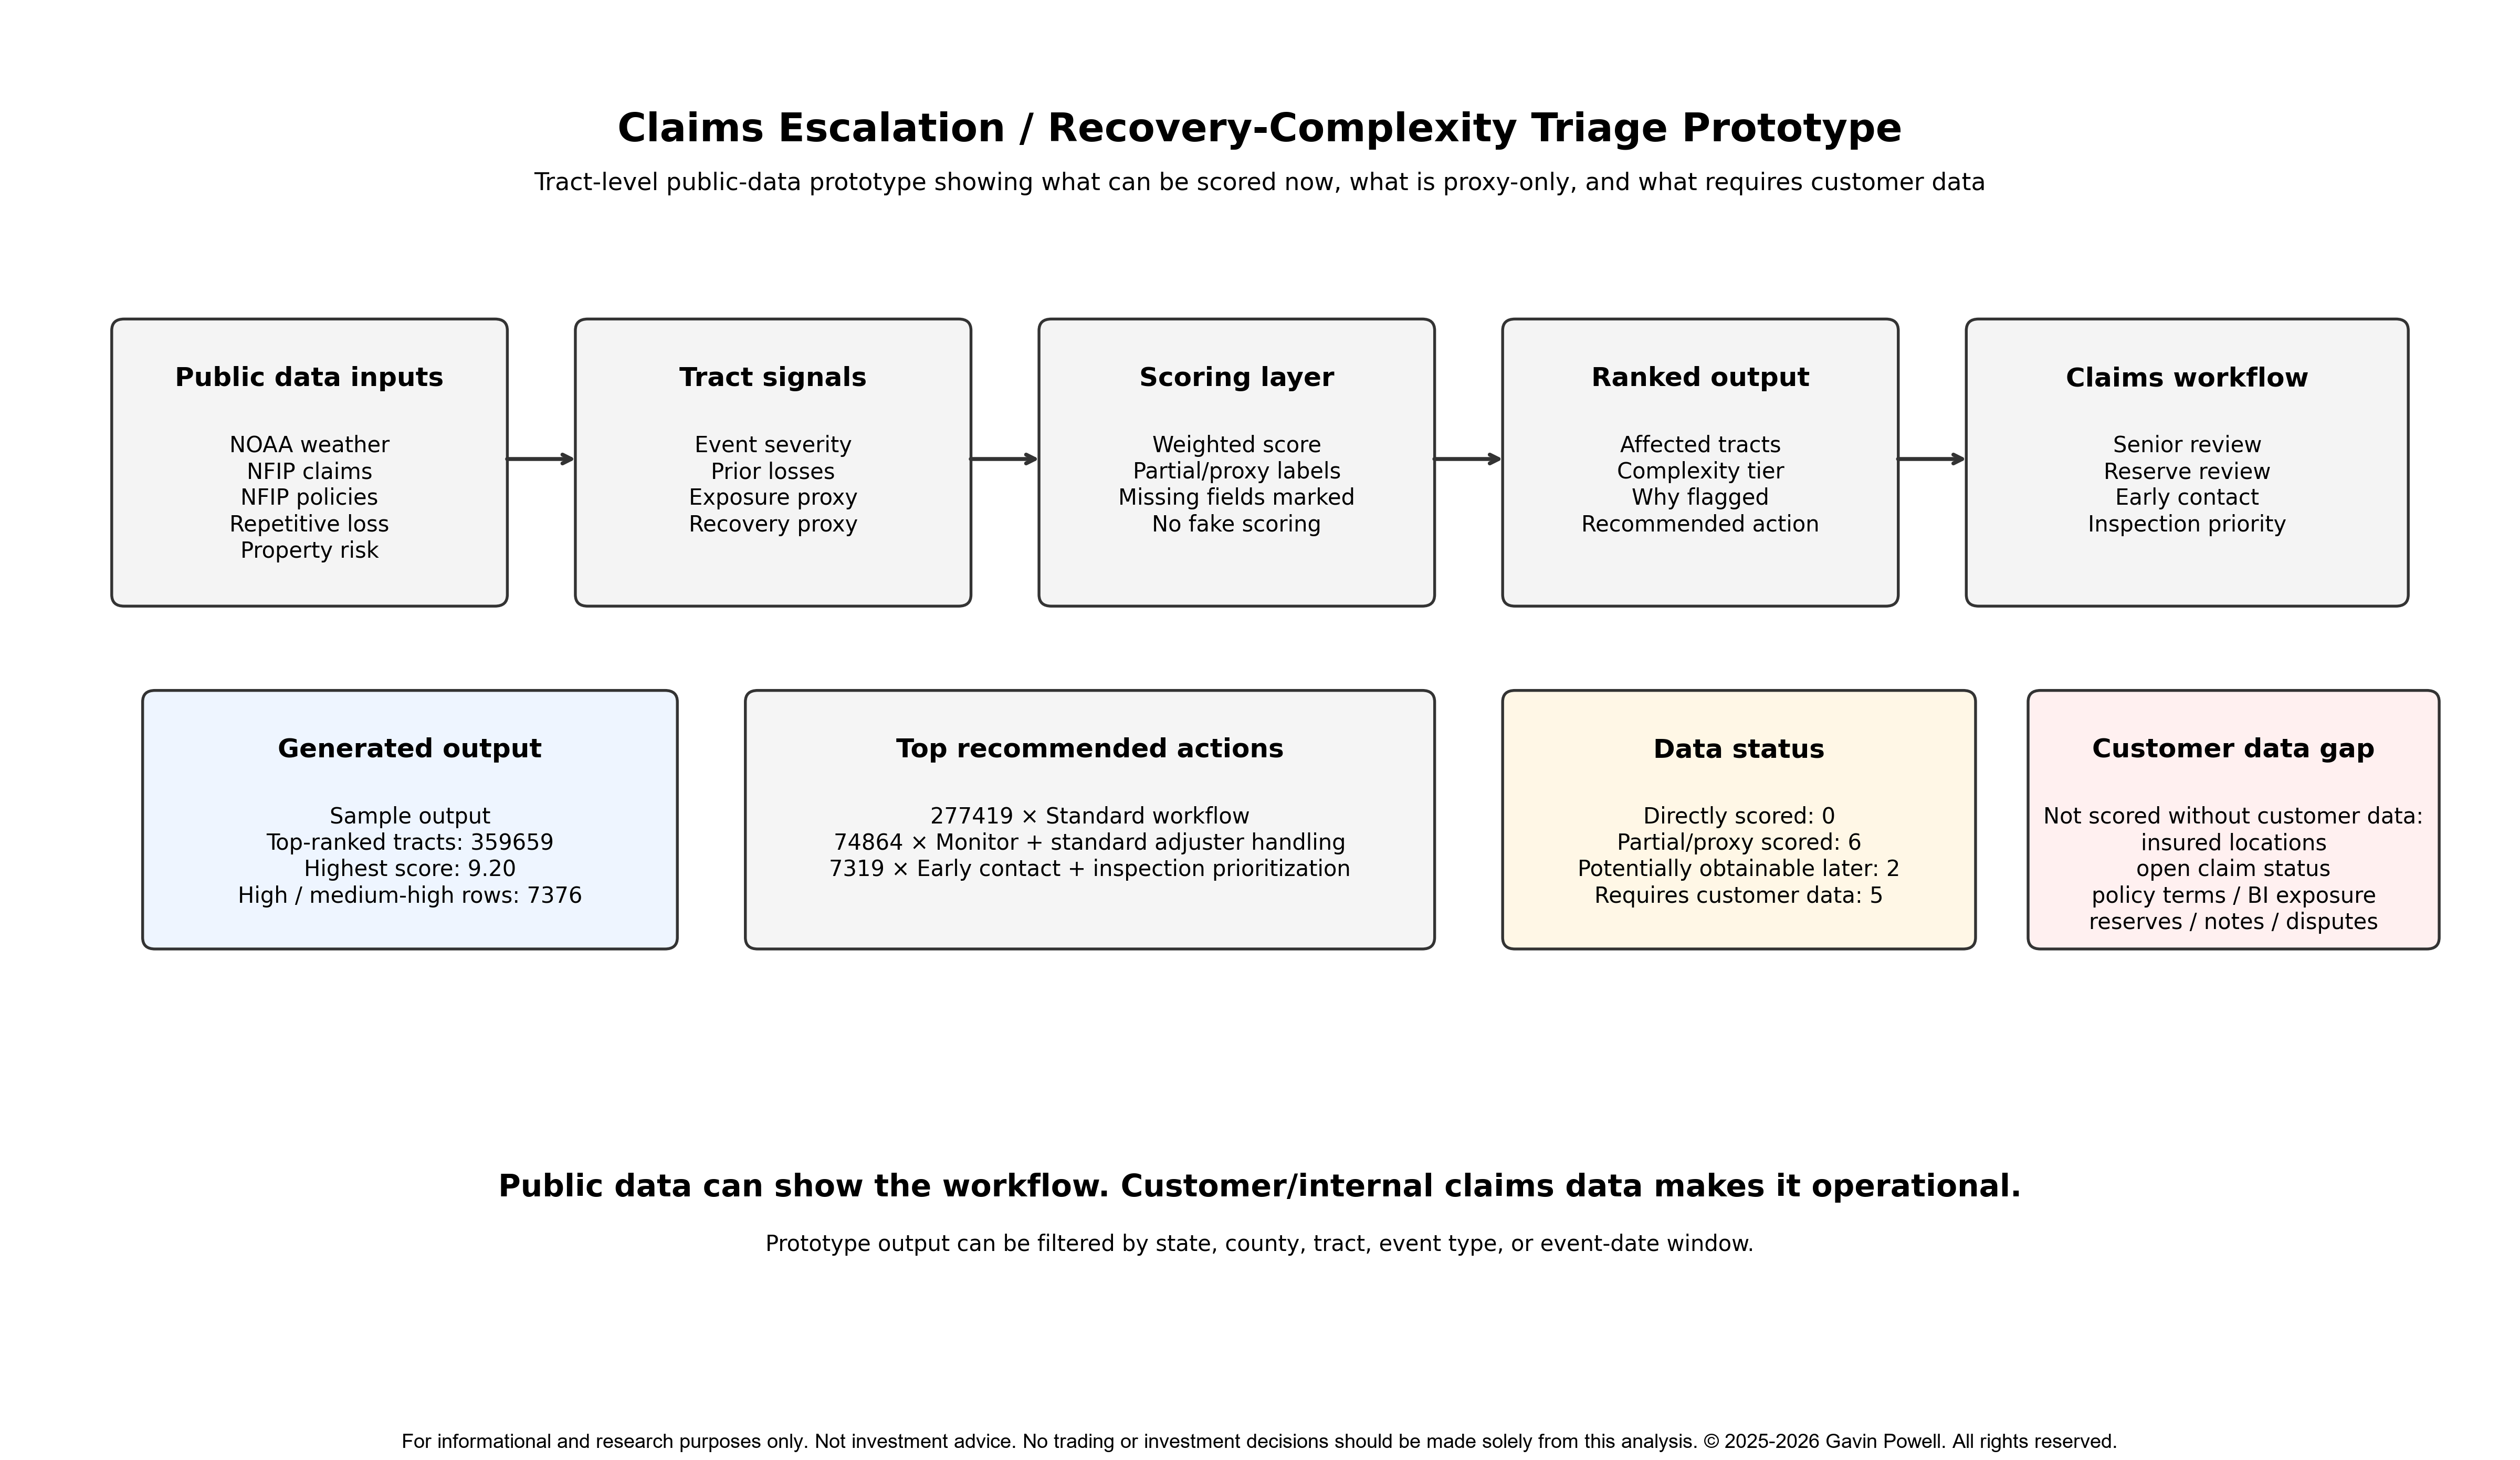 Claims Escalation / Recovery-Complexity Triage Prototype
Tract-level public-data prototype showing what can be scored now, what is proxy-only, and what requires customer data
Public data inputs
NOAA weather
NFIP claims
NFIP policies
Repetitive loss
Property risk
Tract signals
Event severity
Prior losses
Exposure proxy
Recovery proxy
Scoring layer
Weighted score
Partial/proxy labels
Missing fields marked
No fake scoring
Ranked output
Affected tracts
Complexity tier
Why flagged
Recommended action
Claims workflow
Senior review
Reserve review
Early contact
Inspection priority
Generated output
Sample output
Top-ranked tracts: 359659
Highest score: 9.20
High / medium-high rows: 7376
Top recommended actions
277419 × Standard workflow
74864 × Monitor + standard adjuster handling
7319 × Early contact + inspection prioritization
Data status
Directly scored: 0
Partial/proxy scored: 6
Potentially obtainable later: 2
Requires customer data: 5
Customer data gap
Not scored without customer data:
insured locations
open claim status
policy terms / BI exposure
reserves / notes / disputes
Public data can show the workflow. Customer/internal claims data makes it operational.
Prototype output can be filtered by state, county, tract, event type, or event-date window.
For informational and research purposes only. Not investment advice. No trading or investment decisions should be made solely from this analysis. © 2025-2026 Gavin Powell. All rights reserved.